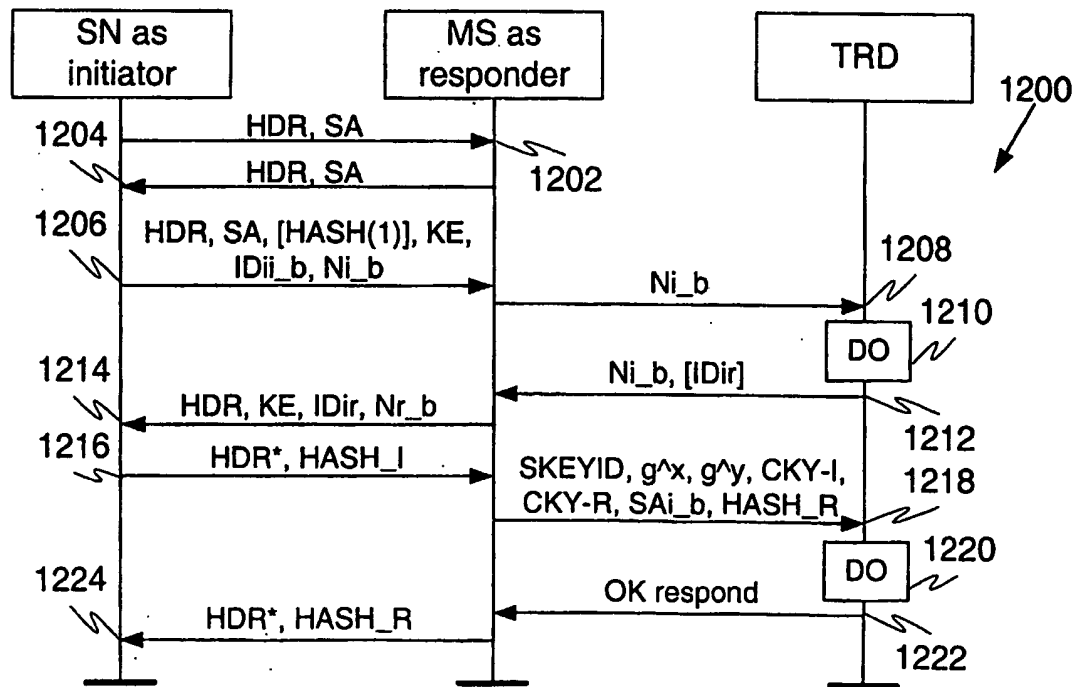 SN as
initiator
MS as
responder
TRD
1200
1204
HDR, SA
1202
HDR, SA
1206
HDR, SA, [HASH(1)], KE,
IDii_b, Ni_b
1208
Ni_b
1210
DO
1214
Ni_b, [IDir]
1212
HDR, KE, IDir, Nr_b
1216
HDR*, HASH_I
SKEYID, g^x, g^y, CKY-I,
CKY-R, SAi_b, HASH_R
1218
1220
DO
1224
OK respond
1222
HDR*, HASH_R